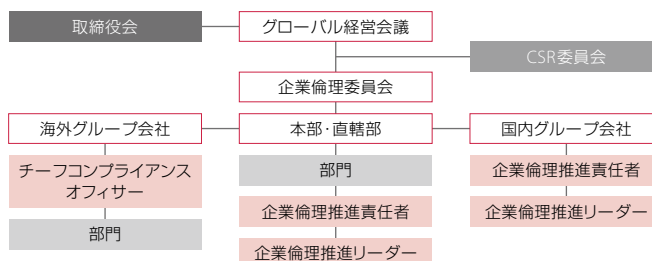 取締役会
グローバル経営会議
CSR委員会
企業倫理委員会
海外グループ会社
本部・直轄部
国内グループ会社
チーフコンプライアンス
オフィサー
部門
企業倫理推進責任者
企業倫理推進責任者
企業倫理推進リーダー
部門
企業倫理推進リーダー